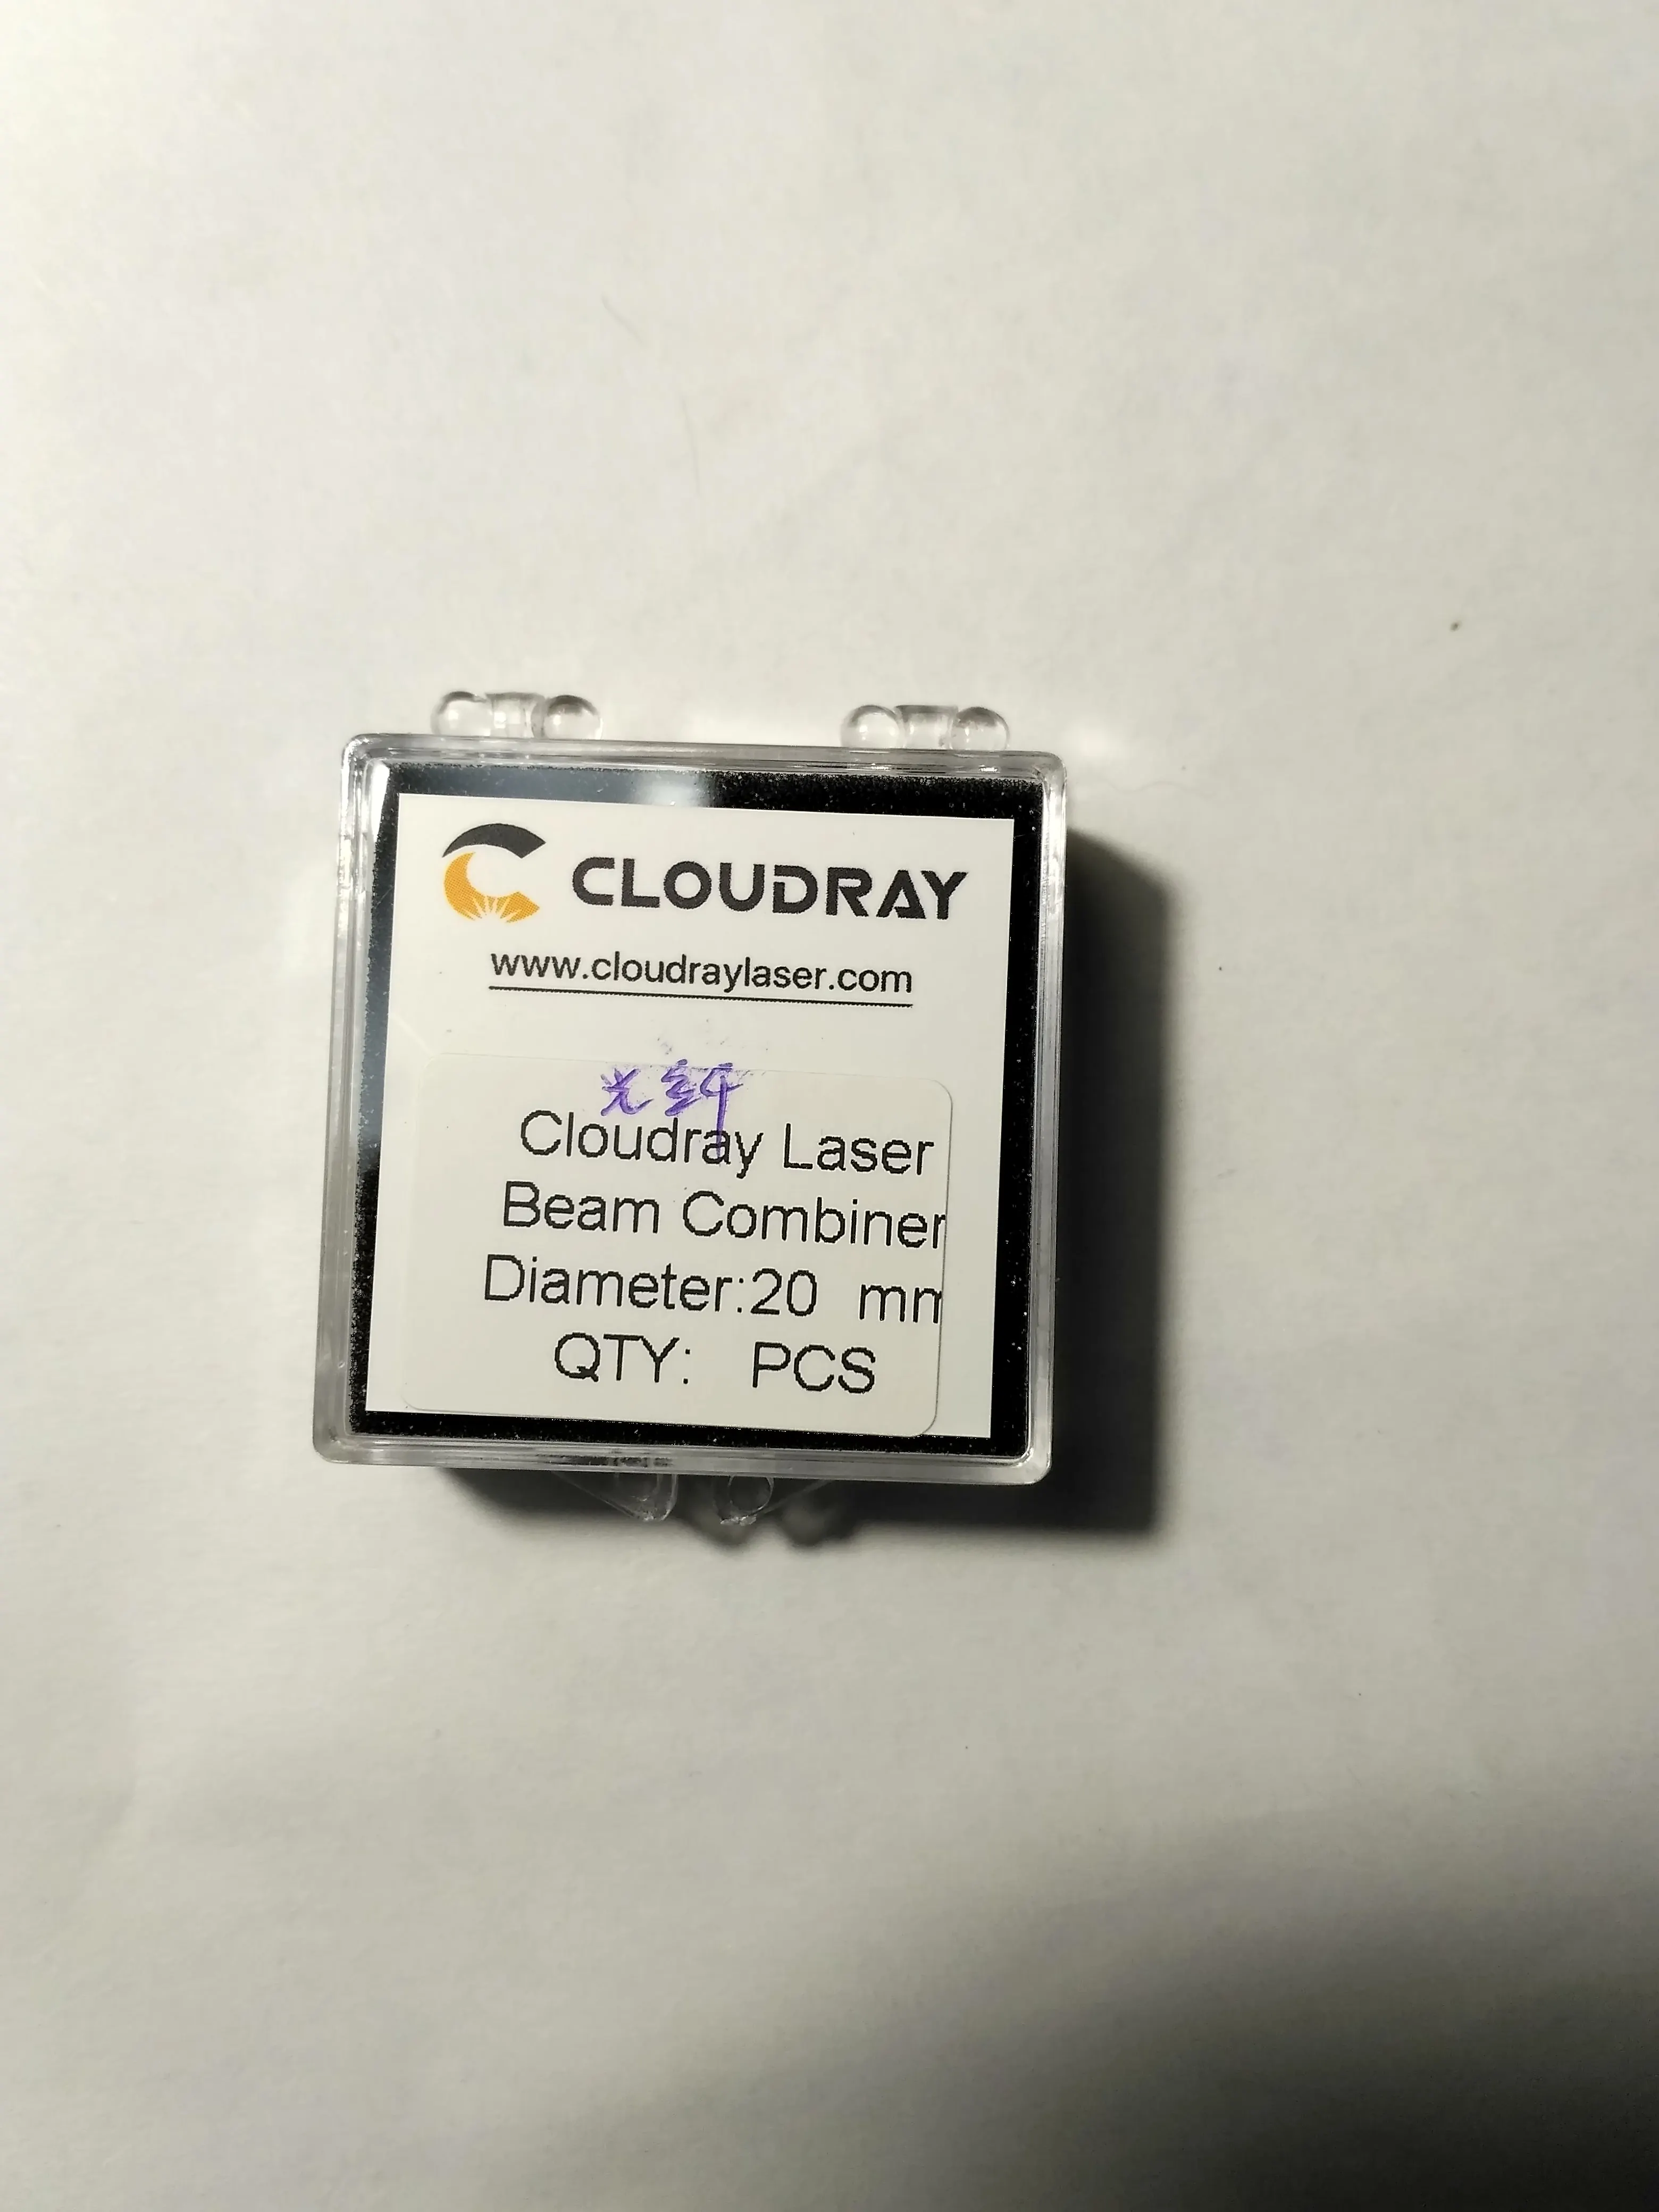 CLOUDRAY
www.cloudraylaser.com
光纤
Cloudray Laser
Beam Combiner
Diameter:20 mm
QTY: PCS